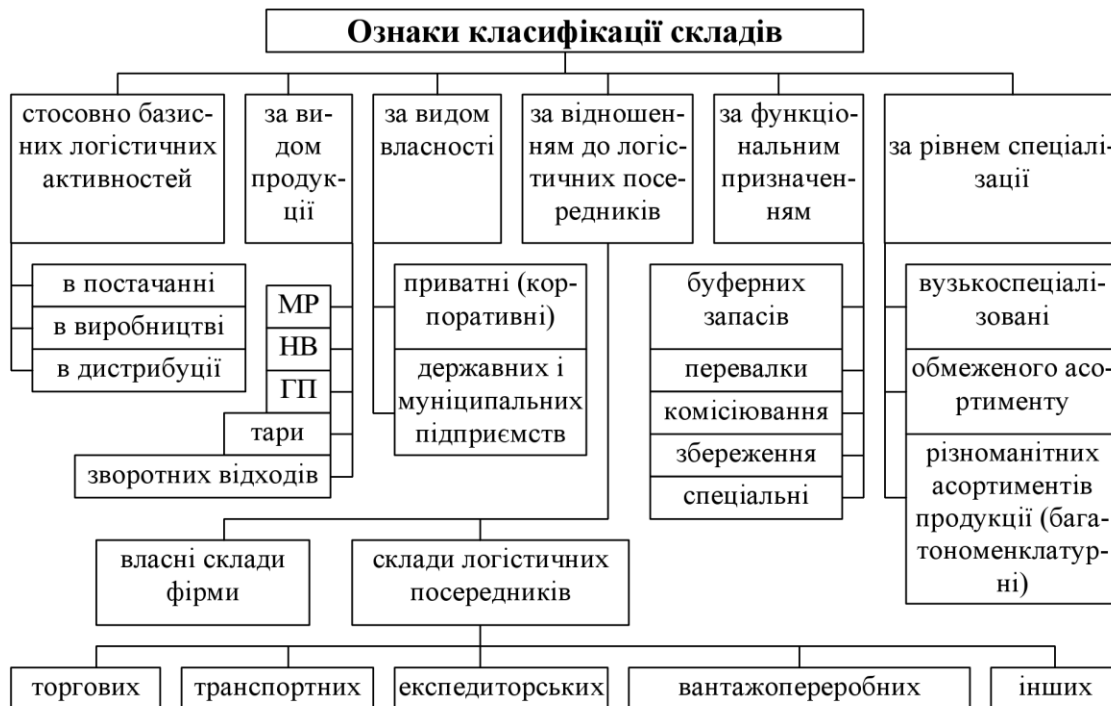 Ознаки класифікації складів
стосовно базис-
них логістичних
активностей
за ви-
дом
продук-
ції
за видом
власності
за відношен-
ням до логіс-
тичних посе-
редників
за функціо-
нальним
призначен-
ням
за рівнем спеціалі-
зації
в постачанні
в виробництві
в дистрибуції
МР
НВ
ГП
тари
зворотних відходів
приватні (кор-
поративні)
державних і
муніципальних
підприємств
буферних
запасів
перевалки
комісіювання
збереження
спеціальні
вузькоспеціалі-
зовані
обмеженого асо-
ртименту
різноманітних
асортиментів
продукції (бага-
тономенклатур-
ні)
власні склади
фірми
склади логістичних
посередників
торгових
транспортних
експедиторських
вантажопереробних
інших